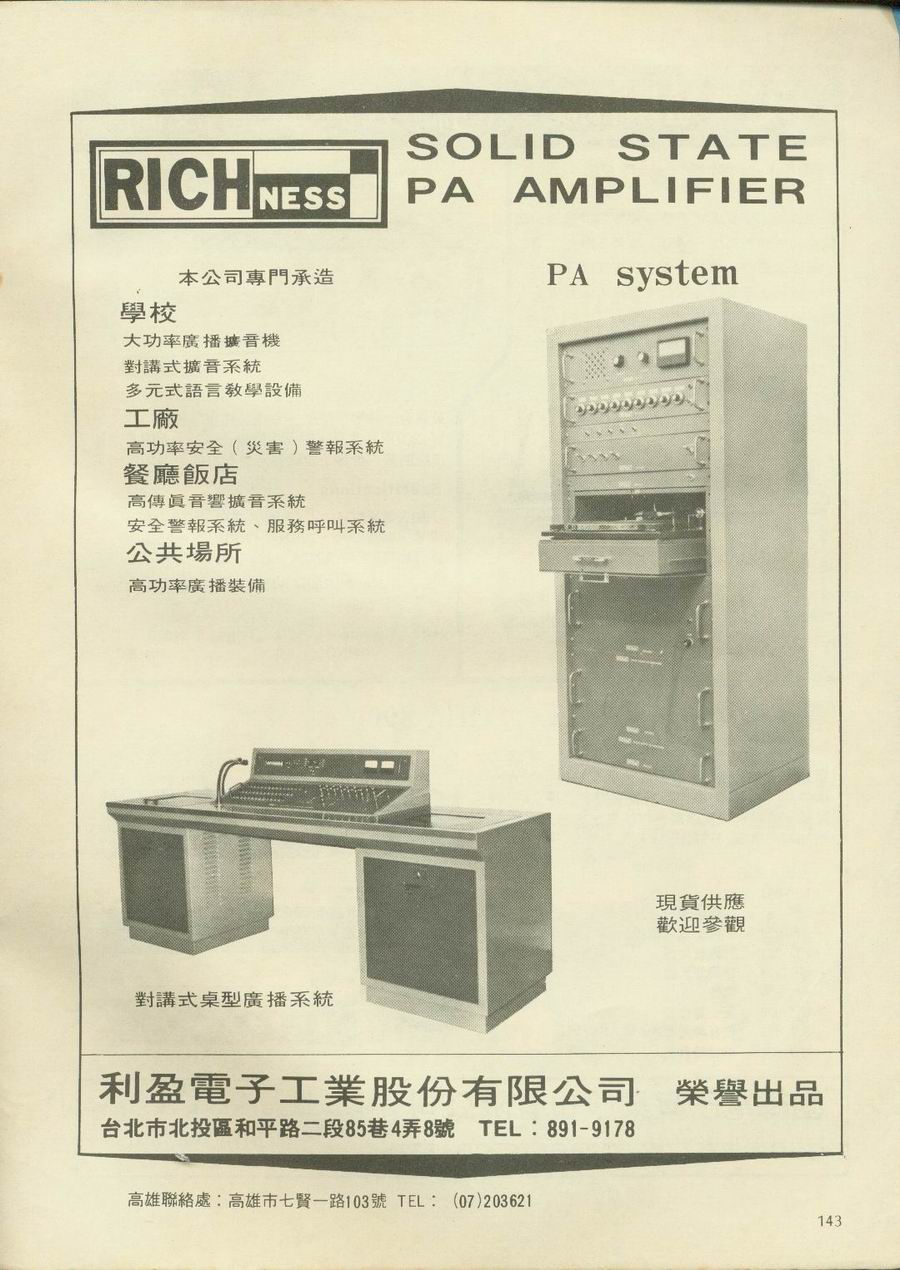 RICHNESS
SOLID STATE
PA AMPLIFIER
本公司專門承造
學校
大功率廣播擴音機
對講式擴音系統
多元式語言教學設備
工廠
高功率安全（災害）警報系統
餐廳飯店
高傳眞音響擴音系統
安全警報系統、服務呼叫系統
公共場所
高功率廣播裝備
PA system
現貨供應
歡迎參觀
對講式桌型廣播系統
利盈電子工業股份有限公司 榮譽出品
台北市北投區和平路二段85巷4弄8號 TEL：891-9178
高雄聯絡處：高雄市七賢一路103號 TEL： (07)203621
143